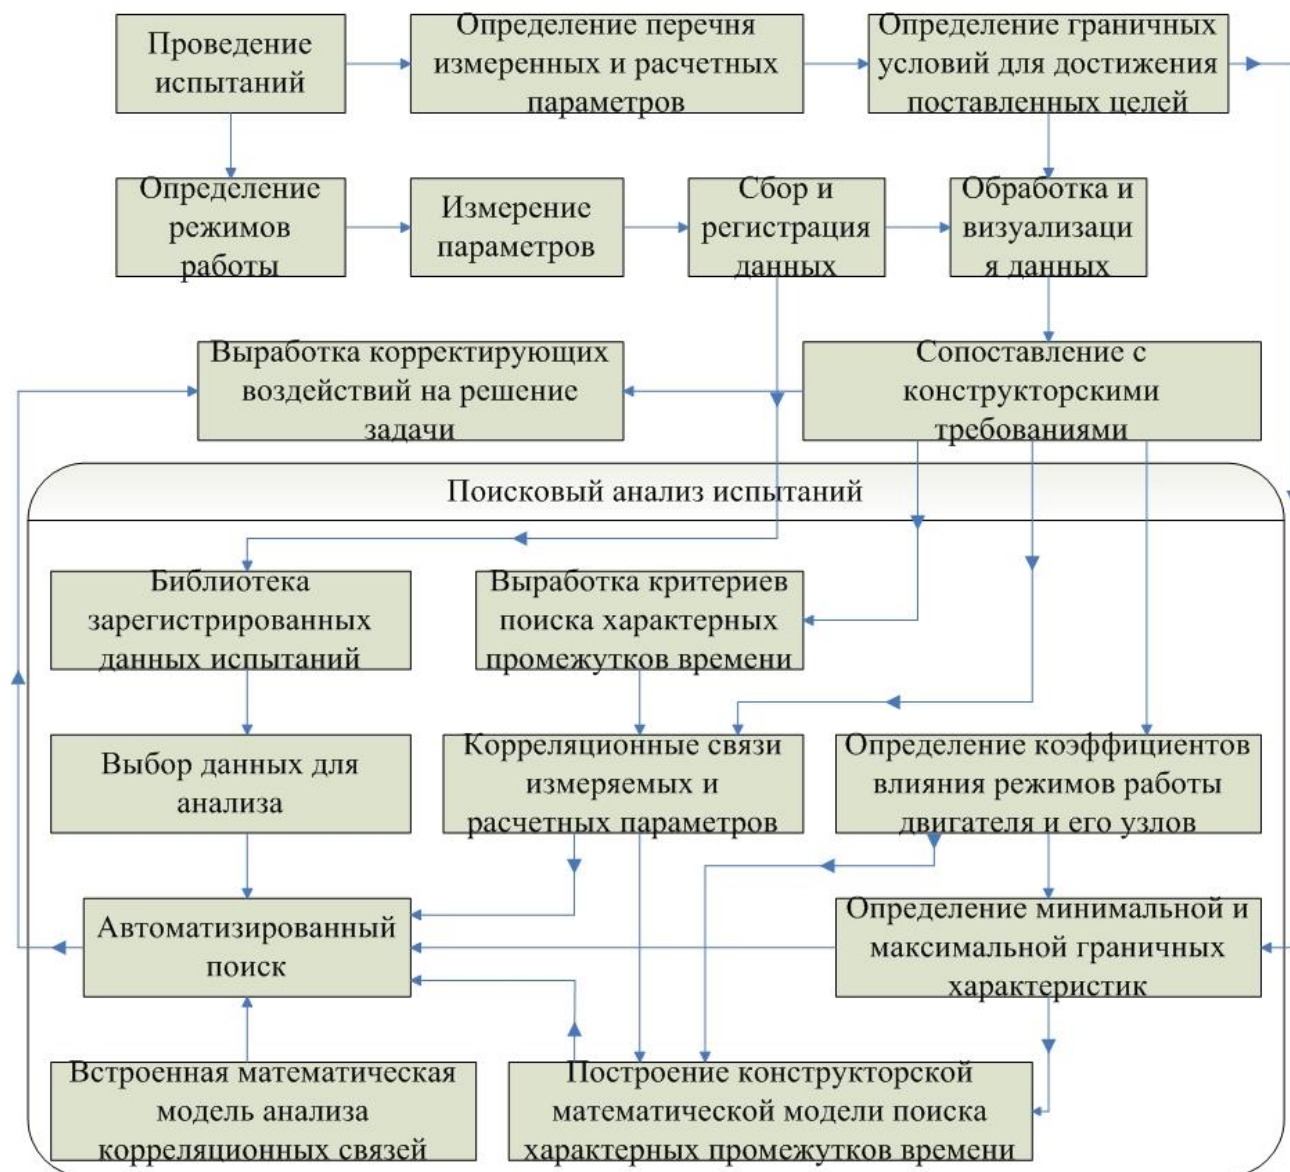 Проведение
испытаний
Определение перечня
измеренных и расчетных
параметров
Определение граничных
условий для достижения
поставленных целей
Определение
режимов
работы
Измерение
параметров
Сбор и
регистрация
данных
Обработка и
визуализаци
я данных
Выработка корректирующих
воздействий на решение
задачи
Сопоставление с
конструкторскими
требованиями
Поисковый анализ испытаний
Библиотека
зарегистрированных
данных испытаний
Выработка критериев
поиска характерных
промежутков времени
Выбор данных для
анализа
Корреляционные связи
измеряемых и
расчетных параметров
Определение коэффициентов
влияния режимов работы
двигателя и его узлов
Автоматизированный
поиск
Определение минимальной и
максимальной граничных
характеристик
Встроенная математическая
модель анализа
корреляционных связей
Построение конструкторской
математической модели поиска
характерных промежутков времени